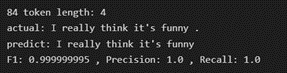 84 token length: 4
actual: I really think it's funny .
predict: I really think it's funny
F1: 0.999999995 , Precision: 1.0 , Recall: 1.0